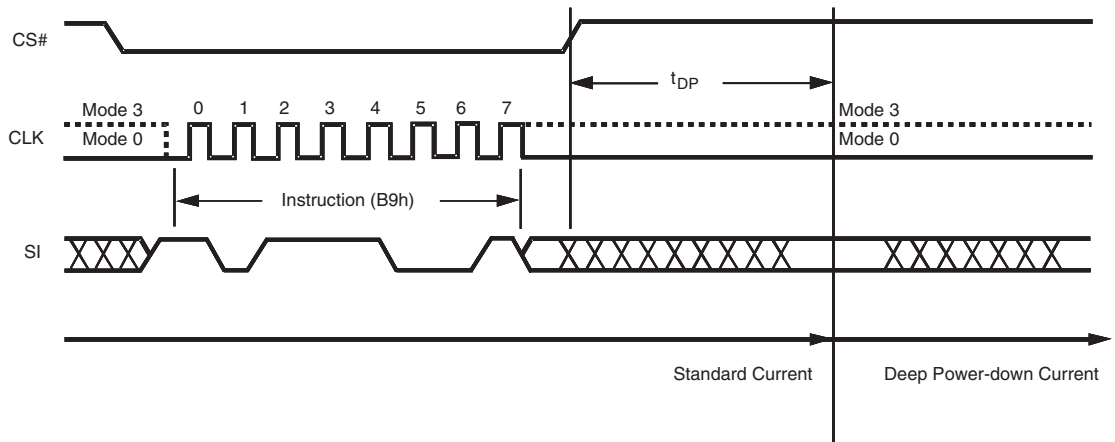 CS#
tDP
Mode 3 0 1 2 3 4 5 6 7 Mode 3
CLK Mode 0 Mode 0
Instruction (B9h)
SI
Standard Current Deep Power-down Current